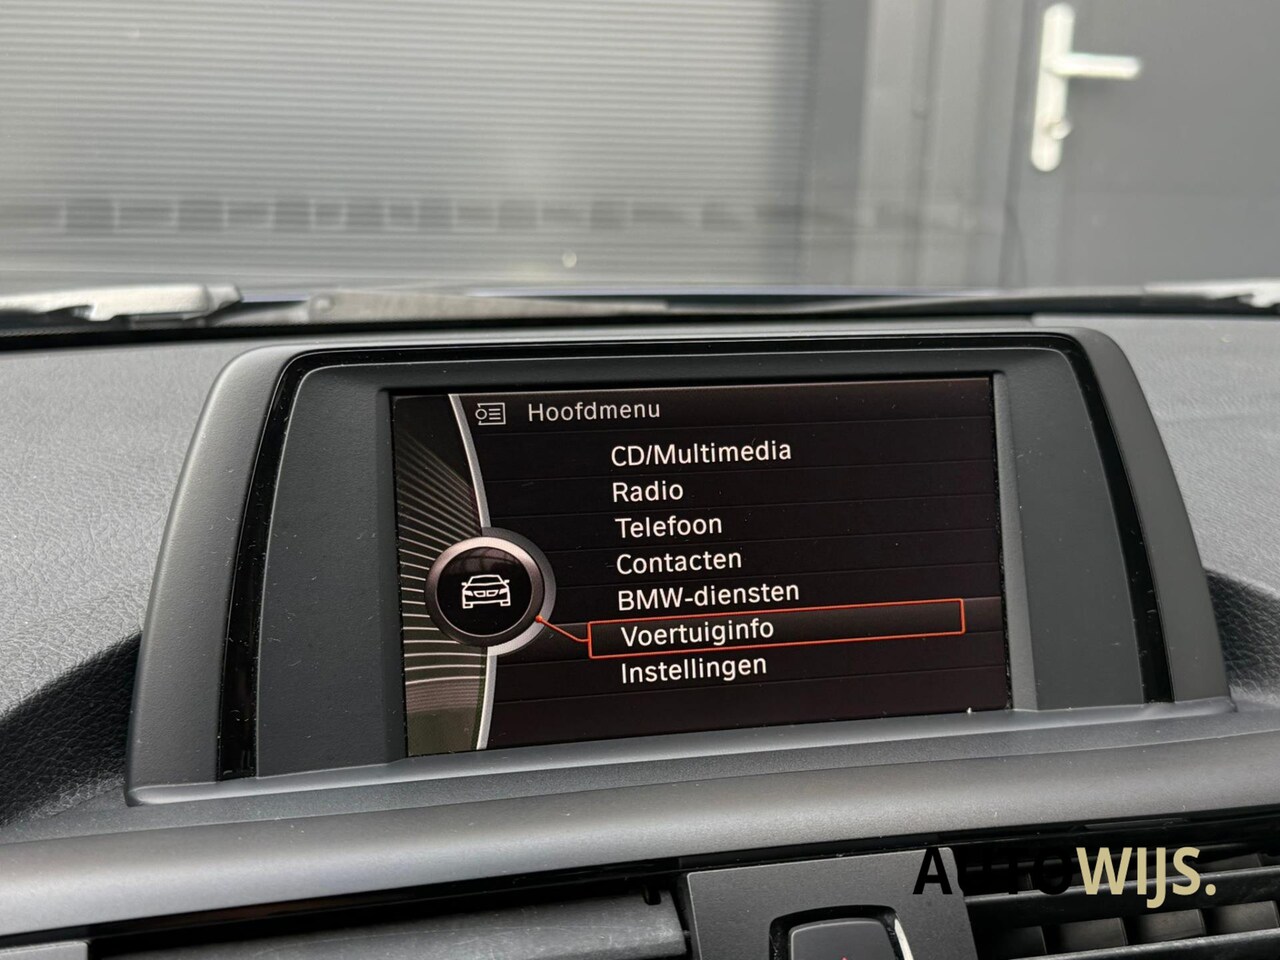 Hoofdmenu
CD/Multimedia
Radio
Telefoon
Contacten
BMW-diensten
Voertuiginfo
Instellingen
AUTOWIJS.